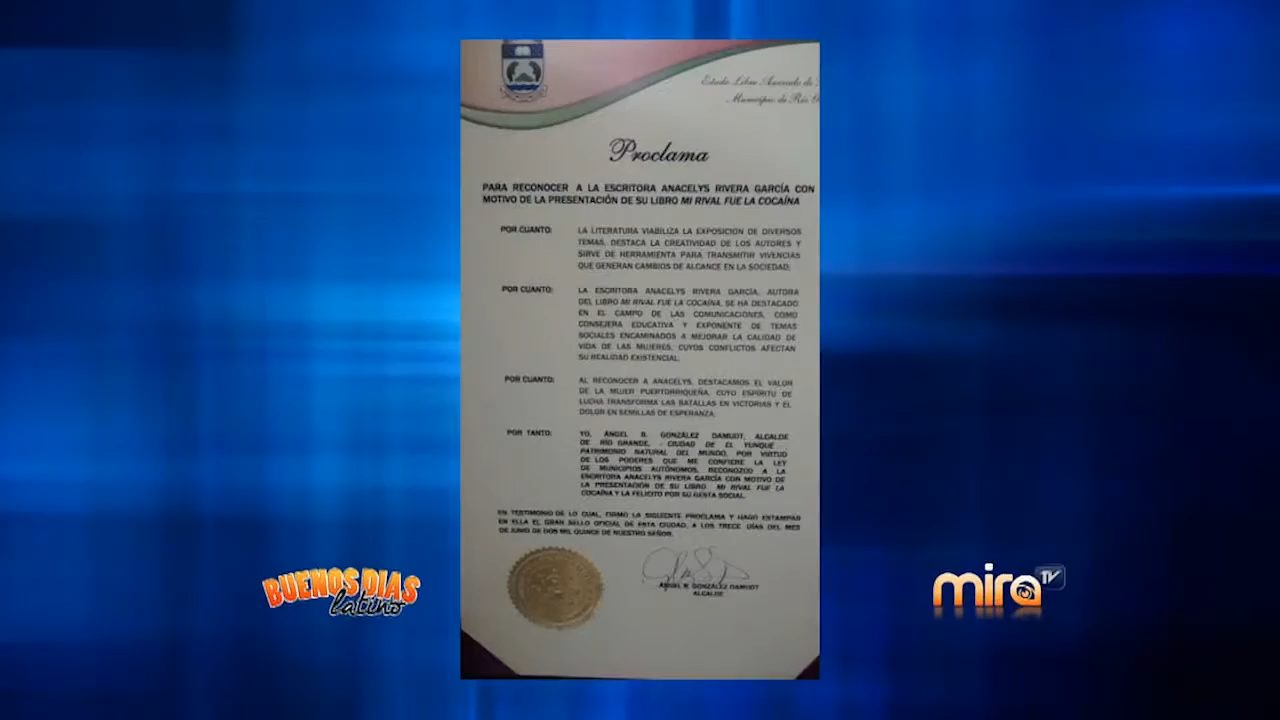 Estado Libre Asociado de
Municipio de Río
Proclama
PARA RECONOCER A LA ESCRITORA ANACELYS RIVERA GARCÍA CON
MOTIVO DE LA PRESENTACIÓN DE SU LIBRO MI RIVAL FUE LA COCAÍNA
POR CUANTO: LA LITERATURA VIABILIZA LA EXPOSICIÓN DE DIVERSOS
TEMAS, DESTACA LA CREATIVIDAD DE LOS AUTORES Y
SIRVE DE HERRAMIENTA PARA TRANSMITIR VIVENCIAS
QUE GENERAN CAMBIOS DE ALCANCE EN LA SOCIEDAD;
POR CUANTO: LA ESCRITORA ANACELYS RIVERA GARCÍA, AUTORA
DEL LIBRO MI RIVAL FUE LA COCAÍNA, SE HA DESTACADO
EN EL CAMPO DE LAS COMUNICACIONES, COMO
CONSEJERA EDUCATIVA Y EXPONENTE DE TEMAS
SOCIALES ENCAMINADOS A MEJORAR LA CALIDAD DE
VIDA DE LAS MUJERES, CUYOS CONFLICTOS AFECTAN
SU REALIDAD EXISTENCIAL;
POR CUANTO: AL RECONOCER A ANACELYS, DESTACAMOS EL VALOR
DE LA MUJER PUERTORRIQUEÑA, CUYO ESPÍRITU DE
LUCHA TRANSFORMA LAS BATALLAS EN VICTORIAS Y EL
DOLOR EN SEMILLAS DE ESPERANZA;
POR TANTO: YO, ÁNGEL B. GONZÁLEZ DAMUDT, ALCALDE
DE RÍO GRANDE, - CIUDAD DE EL YUNQUE -
PATRIMONIO NATURAL DEL MUNDO, POR VIRTUD
DE LOS PODERES QUE ME CONFIERE LA LEY
DE MUNICIPIOS AUTÓNOMOS, RECONOZCO A LA
ESCRITORA ANACELYS RIVERA GARCÍA CON MOTIVO DE
LA PRESENTACIÓN DE SU LIBRO MI RIVAL FUE LA
COCAÍNA Y LA FELICITO POR SU GESTA SOCIAL.
EN TESTIMONIO DE LO CUAL, FIRMO LA SIGUIENTE PROCLAMA Y HAGO ESTAMPAR
EN ELLA EL GRAN SELLO OFICIAL DE ESTA CIUDAD, A LOS TRECE DÍAS DEL MES
DE JUNIO DE DOS MIL QUINCE DE NUESTRO SEÑOR.
ÁNGEL B. GONZÁLEZ DAMUDT
ALCALDE
BUENOS DIAS
latino
mira TV